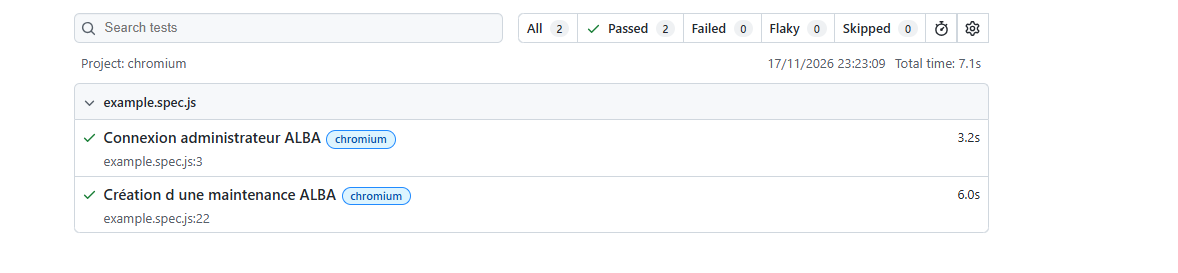 Search tests
All 2 Passed 2 Failed 0 Flaky 0 Skipped 0
Project: chromium 17/11/2026 23:23:09 Total time: 7.1s
example.spec.js
Connexion administrateur ALBA chromium 3.2s
example.spec.js:3
Création d une maintenance ALBA chromium 6.0s
example.spec.js:22